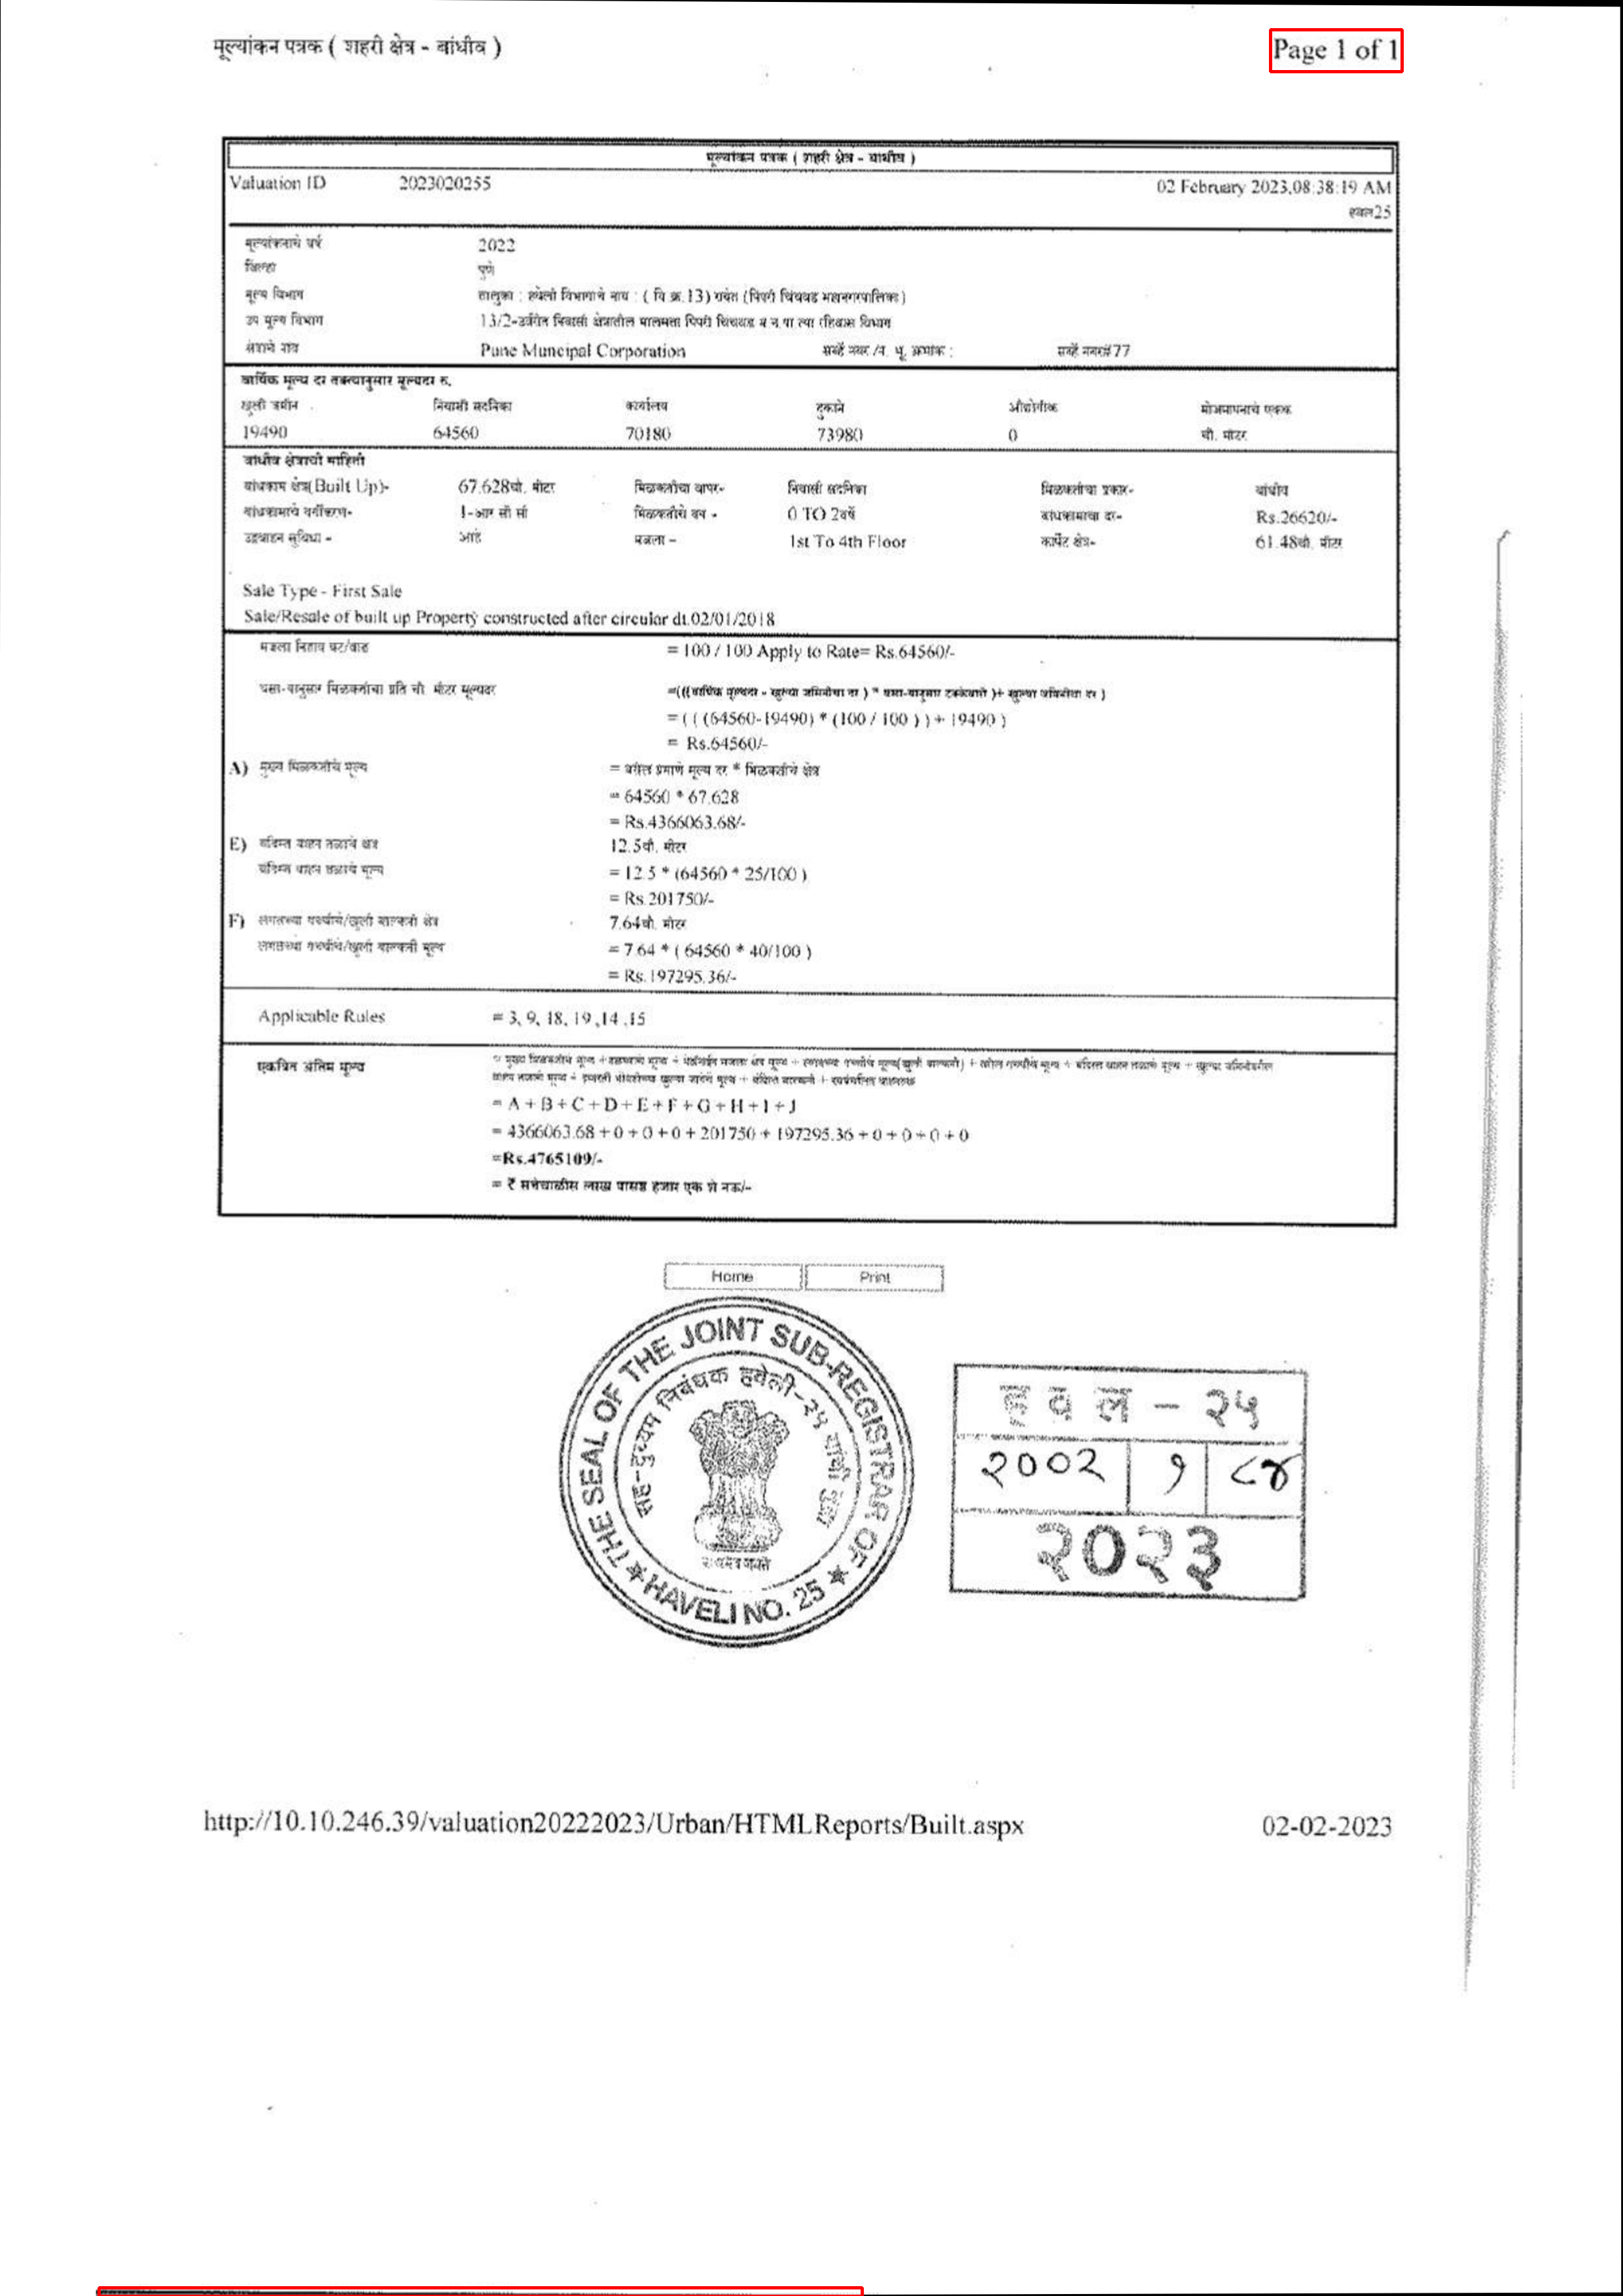 मूल्यांकन पत्रक ( शहरी क्षेत्र - बांधीव )
Page 1 of 1
मूल्यांकन पत्रक ( शहरी क्षेत्र - बांधीव )
Valuation ID 2023020255 02 February 2023,08:38:19 AM
हवल25
मूल्यांकनाचे वर्ष 2022
जिल्हा पुणे
मूल्य विभाग तालुका : हवेली विभागाचे नाव : ( वि.क्र.13) रावेत (पिंपरी चिंचवड महानगरपालिका)
उप मूल्य विभाग 13/2- निवासी क्षेत्रातील मालमत्ता पिंपरी चिंचवड विभाग
क्षेत्राचे नाव Pune Muncipal Corporation सर्व्हे नंबर /न. भू. क्रमांक : सर्व्हे नंबर#77
वार्षिक मूल्य दर तक्त्यानुसार मूल्यदर रु.
खुली जमीन निवासी सदनिका कार्यालय दुकाने औद्योगीक मोजमापनाचे एकक
19490 64560 70180 73980 0 चौ. मीटर
बांधीव क्षेत्राची माहिती
बांधकाम क्षेत्र(Built Up)- 67.628चौ. मीटर मिळकतीचा वापर- निवासी सदनिका मिळकतीचा प्रकार- बांधीव
बांधकामाचे वर्गीकरण- 1-आर सी सी मिळकतीचे वय - 0 TO 2वर्षे बांधकामाचा दर- Rs.26620/-
उद्ववाहन सुविधा - आहे मजला - 1st To 4th Floor कार्पेट क्षेत्र- 61.48चौ. मीटर
Sale Type - First Sale
Sale/Resale of built up Property constructed after circular dt.02/01/2018
मजला निहाय घट/वाढ = 100 / 100 Apply to Rate= Rs.64560/-
घसा-यानुसार मिळकतीचा प्रति चौ. मीटर मूल्यदर =(((वार्षिक मूल्यदर - खुल्या जमिनीचा दर ) * घसा-यानुसार टक्केवारी )+ खुल्या जमिनीचा दर )
= ( ( (64560-19490) * (100 / 100 ) ) + 19490 )
= Rs.64560/-
A) मुख्य मिळकतीचे मूल्य = वरील प्रमाणे मूल्य दर * मिळकतीचे क्षेत्र
= 64560 * 67.628
= Rs.4366063.68/-
E) बंदिस्त वाहन तळाचे क्षेत्र 12.5चौ. मीटर
बंदिस्त वाहन तळाचे मूल्य = 12.5 * (64560 * 25/100 )
= Rs.201750/-
F) लगतच्या गच्चीचे/खुली बाल्कनी क्षेत्र 7.64चौ. मीटर
लगतच्या गच्चीचे/खुली बाल्कनी मूल्य = 7.64 * ( 64560 * 40/100 )
= Rs.197295.36/-
Applicable Rules = 3, 9, 18, 19 ,14 ,15
एकत्रित अंतिम मूल्य = मुख्य मिळकतीचे मूल्य + तळघराचे मूल्य + मेझॅनाईन मजला क्षेत्र मूल्य + लगतच्या गच्चीचे मूल्य(खुली बाल्कनी) + वरील गच्चीचे मूल्य + बंदिस्त वाहन तळाचे मूल्य + खुल्या जमिनीवरील
वाहन तळाचे मूल्य + इमारती भोवतीच्या खुल्या जागेचे मूल्य + बंदिस्त बाल्कनी + स्वयंचलित वाहनतळ
= A + B + C + D + E + F + G + H + I + J
= 4366063.68 + 0 + 0 + 0 + 201750 + 197295.36 + 0 + 0 + 0 + 0
=Rs.4765109/-
= ₹ सत्तेचाळीस लाख पासष्ठ हजार एक शे नऊ/-
Home Print
THE SEAL OF THE JOINT SUB-REGISTRAR OF
सह-दुय्यम निबंधक हवेली-२५ यांची मुद्रा
सत्यमेव जयते
★ HAVELI NO. 25 ★
हवल - २५
२००२ १ ८४
२०२३
http://10.10.246.39/valuation20222023/Urban/HTMLReports/Built.aspx 02-02-2023